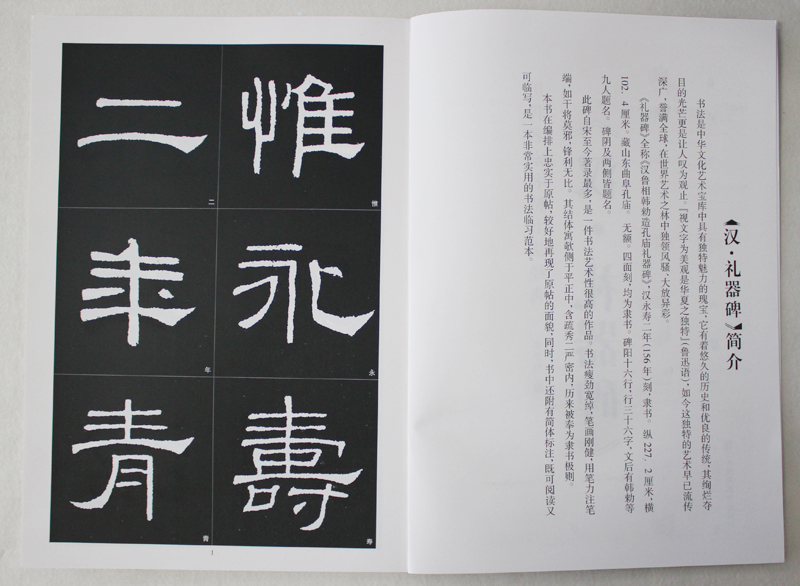 《汉·礼器碑》简介
书法是中华文化艺术宝库中具有独特魅力的瑰宝，它有着悠久的历史和优良的传统，其绚烂夺
目的光芒更是让人叹为观止。『视文字为美观是华夏之独特』(鲁迅语)，如今这独特的艺术早已流传
深广，誉满全球，在世界艺术之林中独领风骚、大放异彩。
《礼器碑》全称《汉鲁相韩勑造孔庙礼器碑》，汉永寿二年(156年)刻，隶书。纵227．2厘米，横
102．4厘米。藏山东曲阜孔庙。无额。四面刻，均为隶书。碑阳十六行，行三十六字，文后有韩勑等
九人题名。碑阴及两侧皆题名。
此碑自宋至今著录最多，是一件书法艺术性很高的作品。书法瘦劲宽绰，笔画刚健，用笔力注笔
端，如干将莫邪，锋利无比。其结体寓欹侧于平正中，含疏秀于严密内，历来被奉为隶书极则。
本书在编排上忠实于原帖，较好地再现了原帖的面貌，同时，书中还附有简体标注，既可阅读又
可临写，是一本非常实用的书法临习范本。
惟
惟
永
永
壽
寿
二
二
年
年
青
青
1